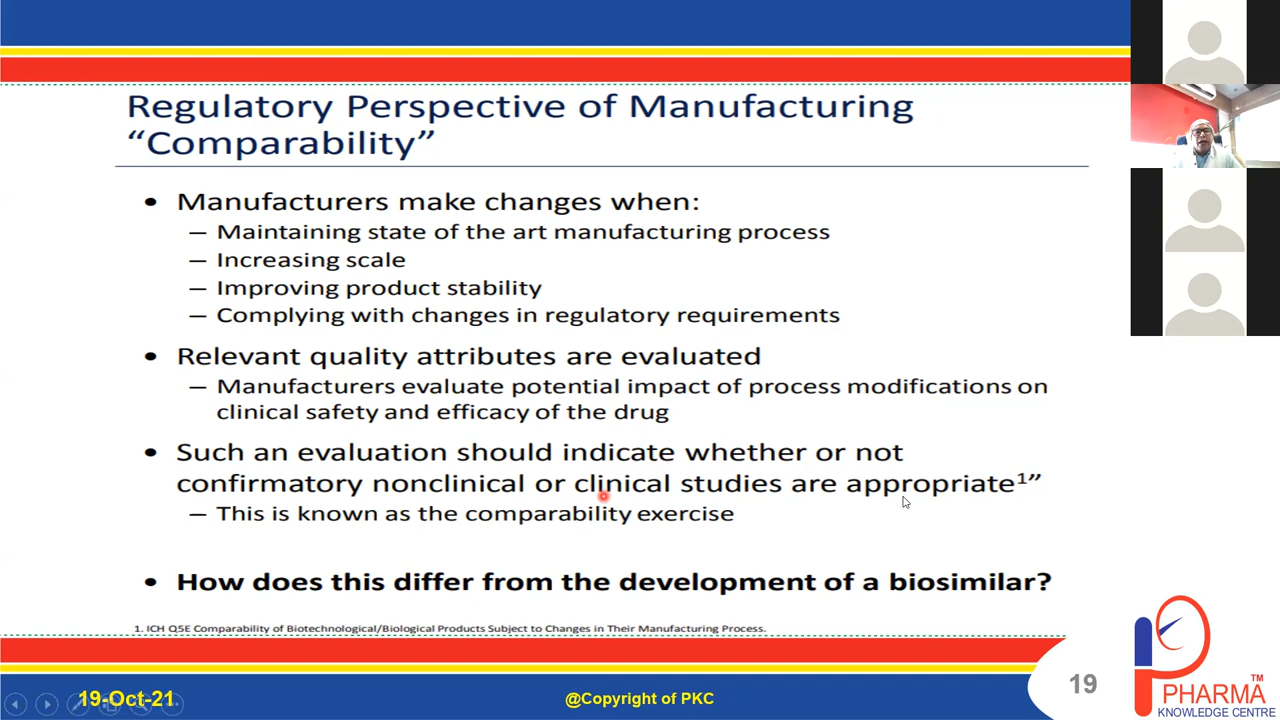 Regulatory Perspective of Manufacturing
“Comparability”
• Manufacturers make changes when:
– Maintaining state of the art manufacturing process
– Increasing scale
– Improving product stability
– Complying with changes in regulatory requirements
• Relevant quality attributes are evaluated
– Manufacturers evaluate potential impact of process modifications on
clinical safety and efficacy of the drug
• Such an evaluation should indicate whether or not
confirmatory nonclinical or clinical studies are appropriate¹”
– This is known as the comparability exercise
• How does this differ from the development of a biosimilar?
1. ICH Q5E Comparability of Biotechnological/Biological Products Subject to Changes in Their Manufacturing Process.
19-Oct-21
@Copyright of PKC
19
PHARMA
TM
KNOWLEDGE CENTRE